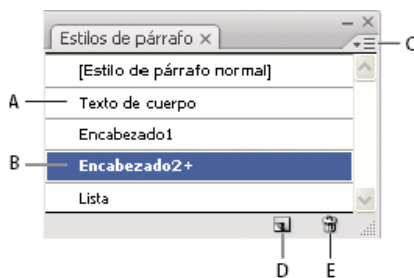 Estilos de párrafo
C
[Estilo de párrafo normal]
A
Texto de cuerpo
Encabezado1
B
Encabezado2+
Lista
D
E